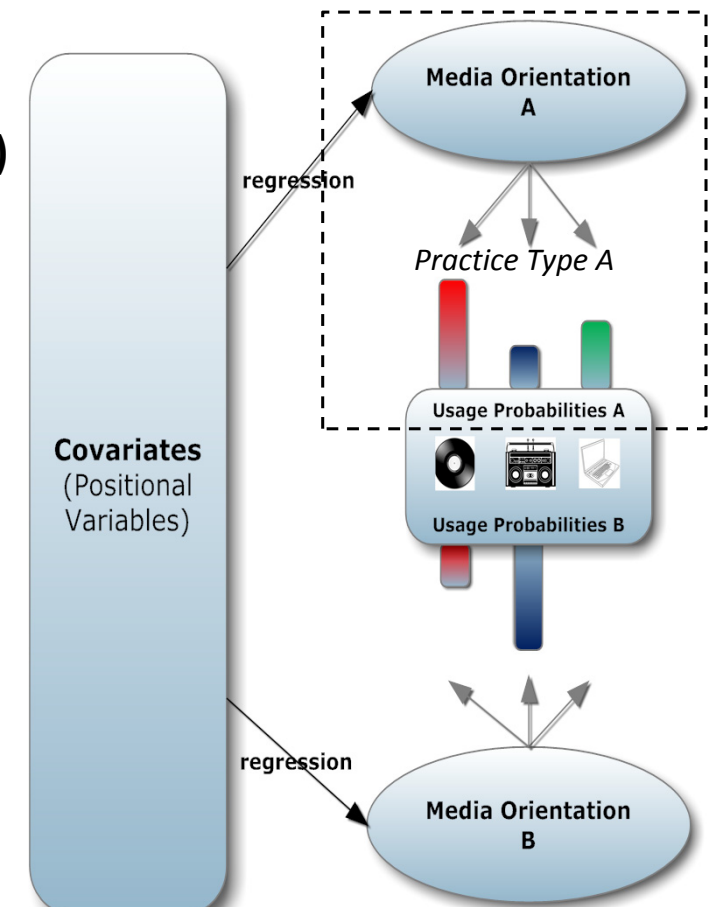 )
Media Orientation
A
regression
Practice Type A
Usage Probabilities A
Covariates
(Positional
Variables)
Usage Probabilities B
regression
Media Orientation
B